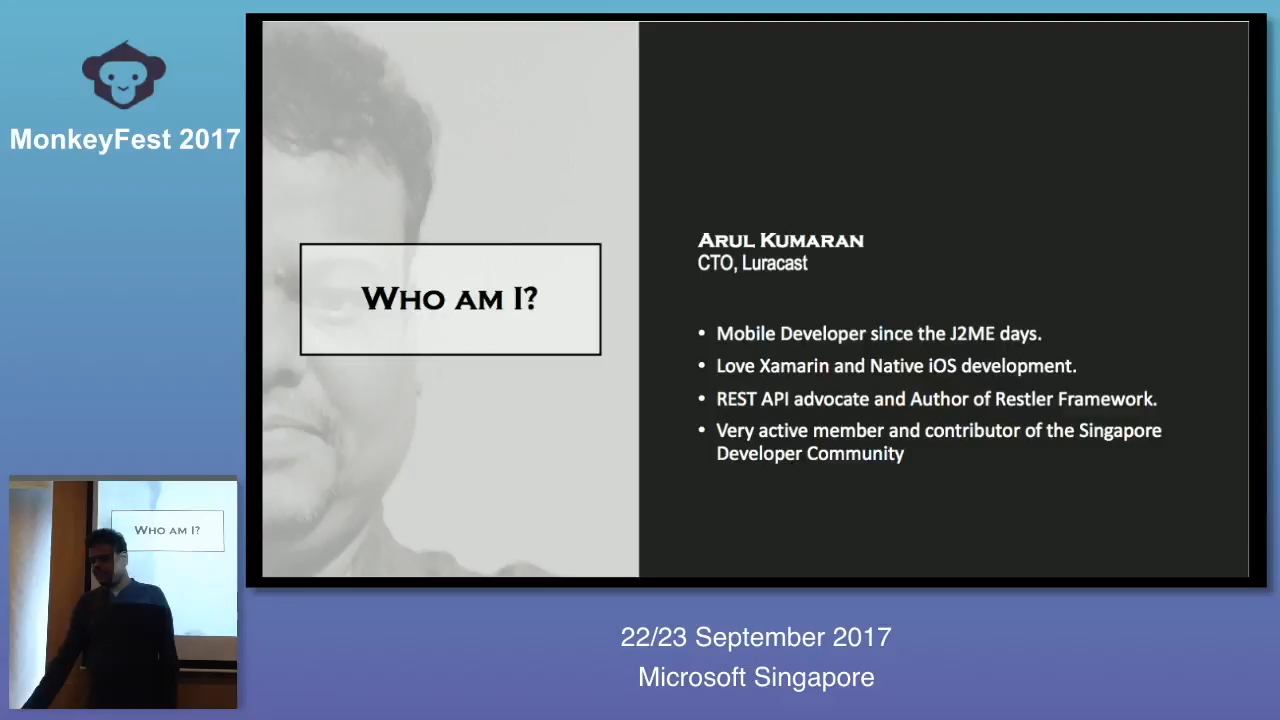 MonkeyFest 2017
WHO AM I?
ARUL KUMARAN
CTO, Luracast
• Mobile Developer since the J2ME days.
• Love Xamarin and Native iOS development.
• REST API advocate and Author of Restler Framework.
• Very active member and contributor of the Singapore
Developer Community
WHO AM I?
22/23 September 2017
Microsoft Singapore